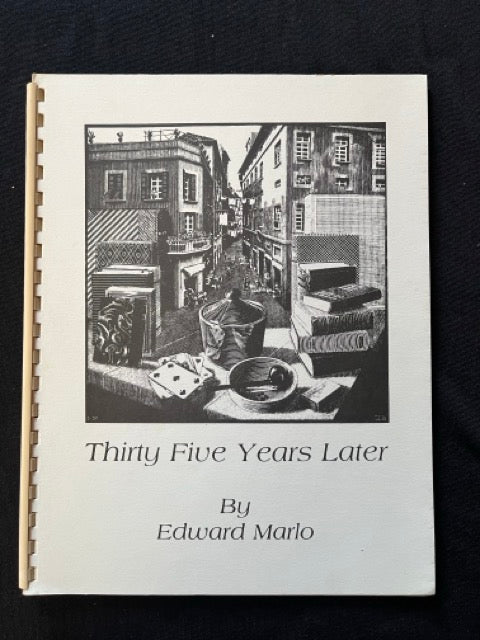 Thirty Five Years Later
By
Edward Marlo